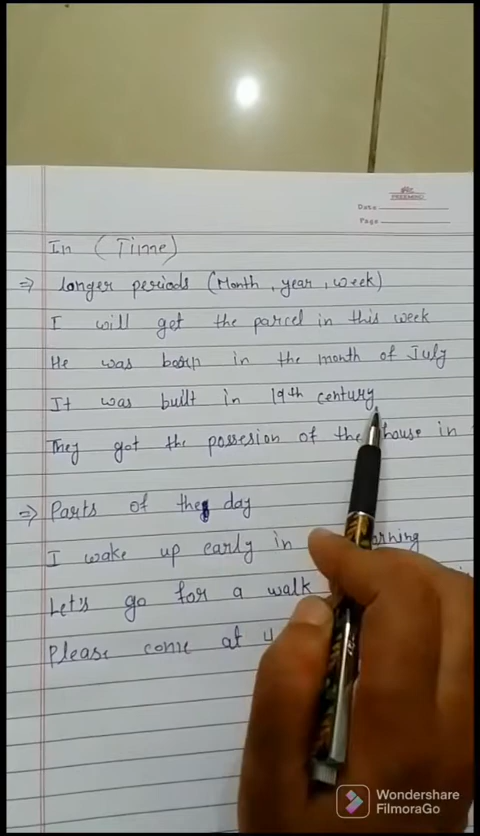 Date
Page
In (Time)
⇒ longer periods (Month, year, week)
I will get the parcel in this week
He was born in the month of July
It was built in 19th century
They got the possesion of the house in
⇒ Parts of the day
I wake up early in
Let's go for a walk
Please come at 4
Wondershare
FilmoraGo